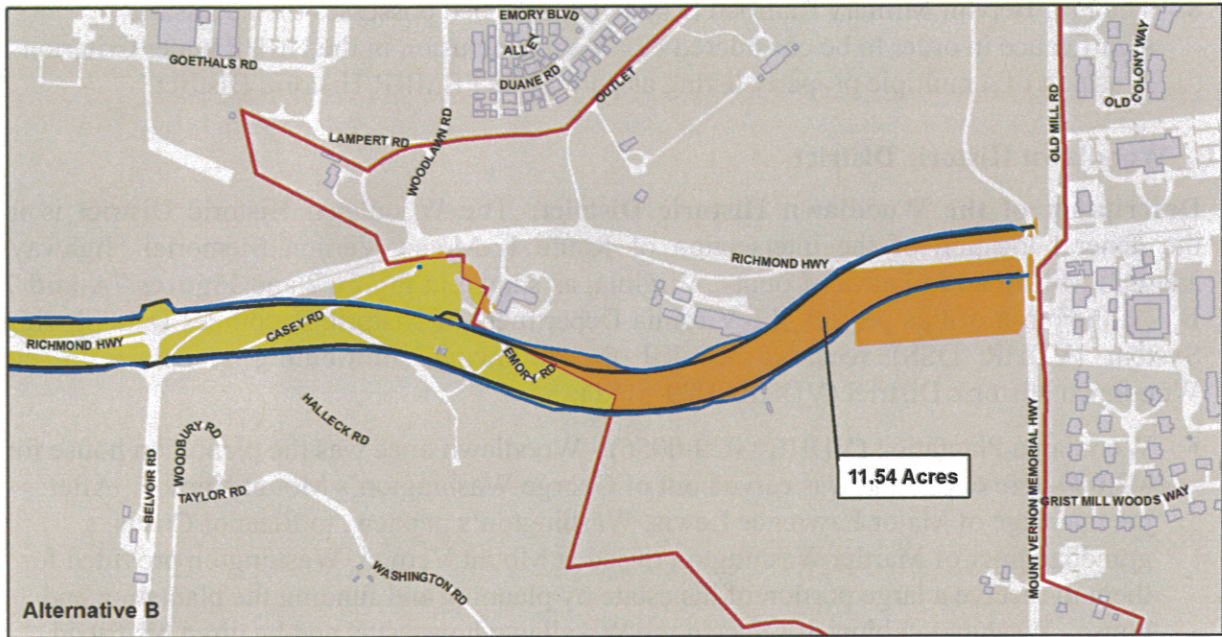 EMORY BLVD
ALLEY
GOETHALS RD
DUANE RD
OUTLET
OLD COLONY WAY
OLD MILL RD
LAMPERT RD
WOODLAWN RD
RICHMOND HWY
RICHMOND HWY
CASEY RD
EMORY RD
HALLECK RD
WOODBURY RD
BELVOIR RD
TAYLOR RD
11.54 Acres
MOUNT VERNON MEMORIAL HWY
GRIST MILL WOODS WAY
WASHINGTON RD
Alternative B